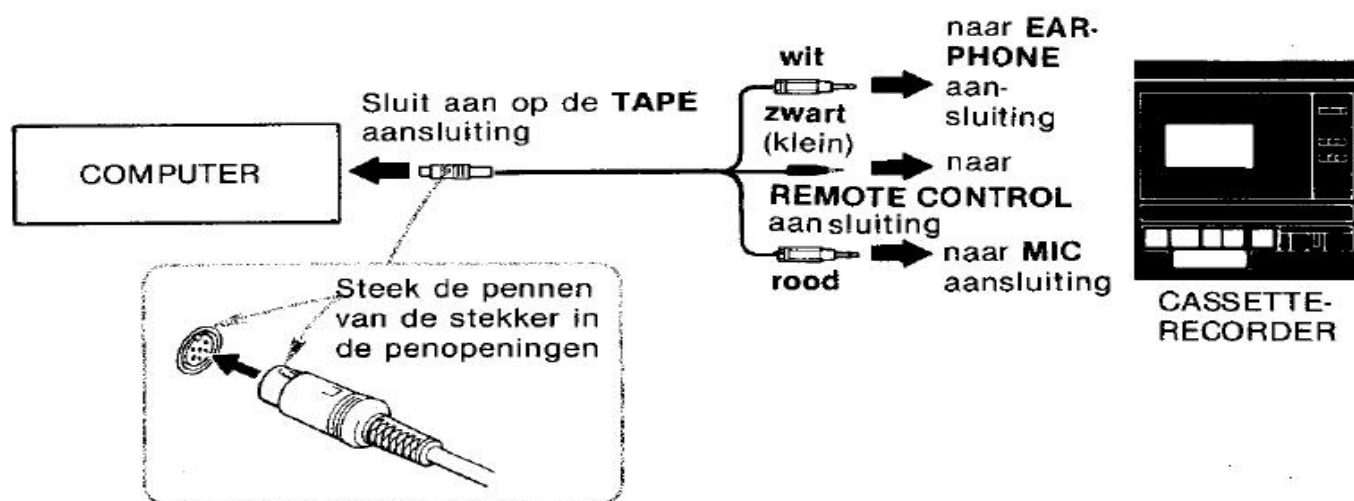 COMPUTER
Sluit aan op de TAPE
aansluiting
wit
naar EAR-
PHONE
aan-
sluiting
zwart
(klein)
naar
REMOTE CONTROL
aansluiting
rood
naar MIC
aansluiting
CASSETTE-
RECORDER
Steek de pennen
van de stekker in
de penopeningen